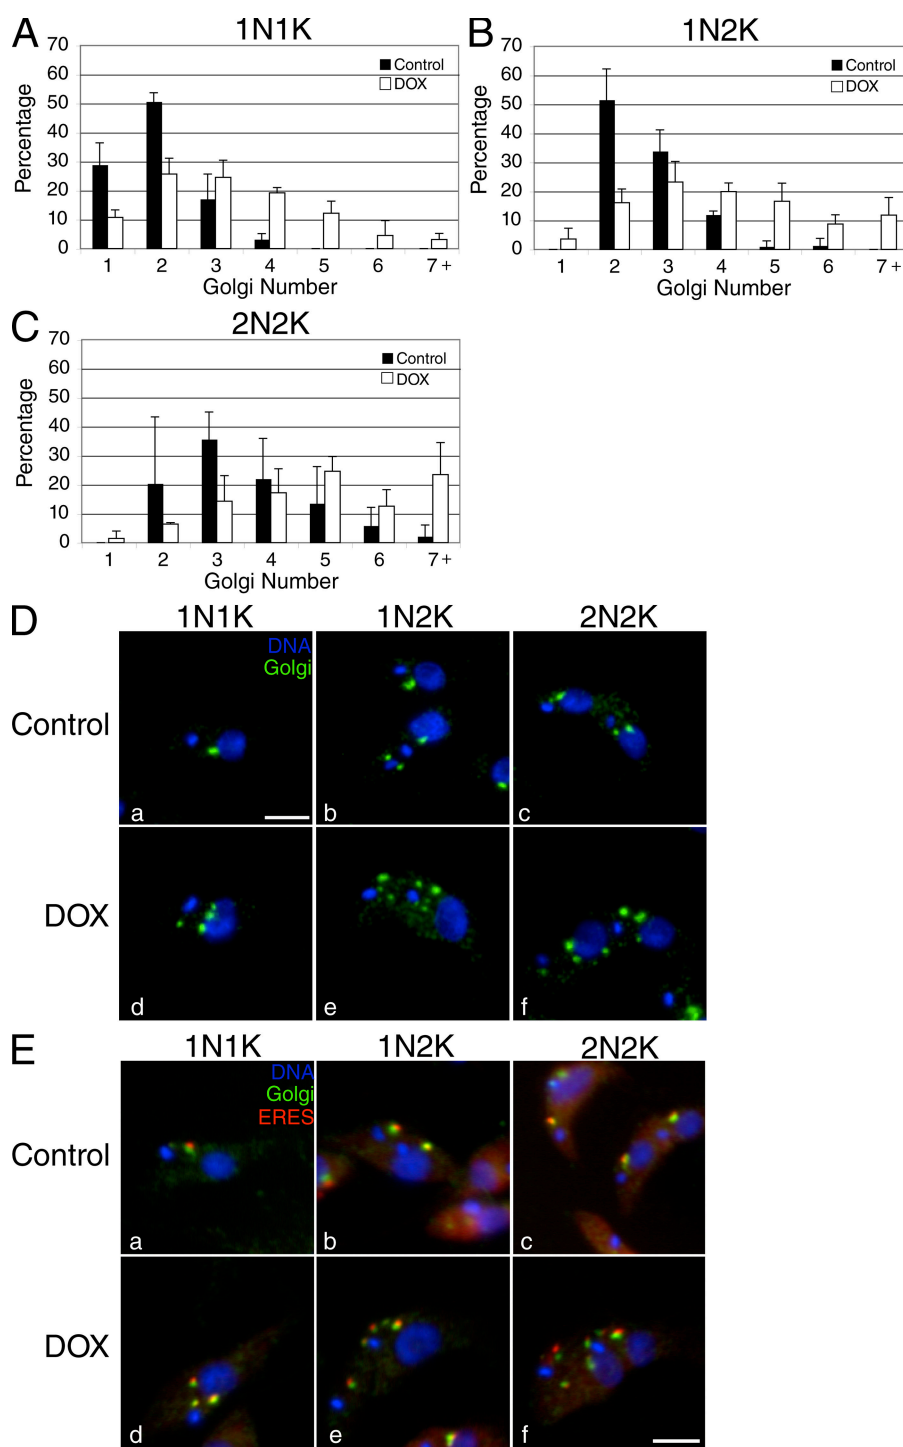 A 1N1K
70
60
50
40
30
20
10
0
Percentage
Control
DOX
1 2 3 4 5 6 7+
Golgi Number
B 1N2K
70
60
50
40
30
20
10
0
Percentage
Control
DOX
1 2 3 4 5 6 7+
Golgi Number
C 2N2K
70
60
50
40
30
20
10
0
Percentage
Control
DOX
1 2 3 4 5 6 7+
Golgi Number
D 1N1K 1N2K 2N2K
DNA
Golgi
Control
a b c
DOX
d e f
E 1N1K 1N2K 2N2K
DNA
Golgi
ERES
Control
a b c
DOX
d e f